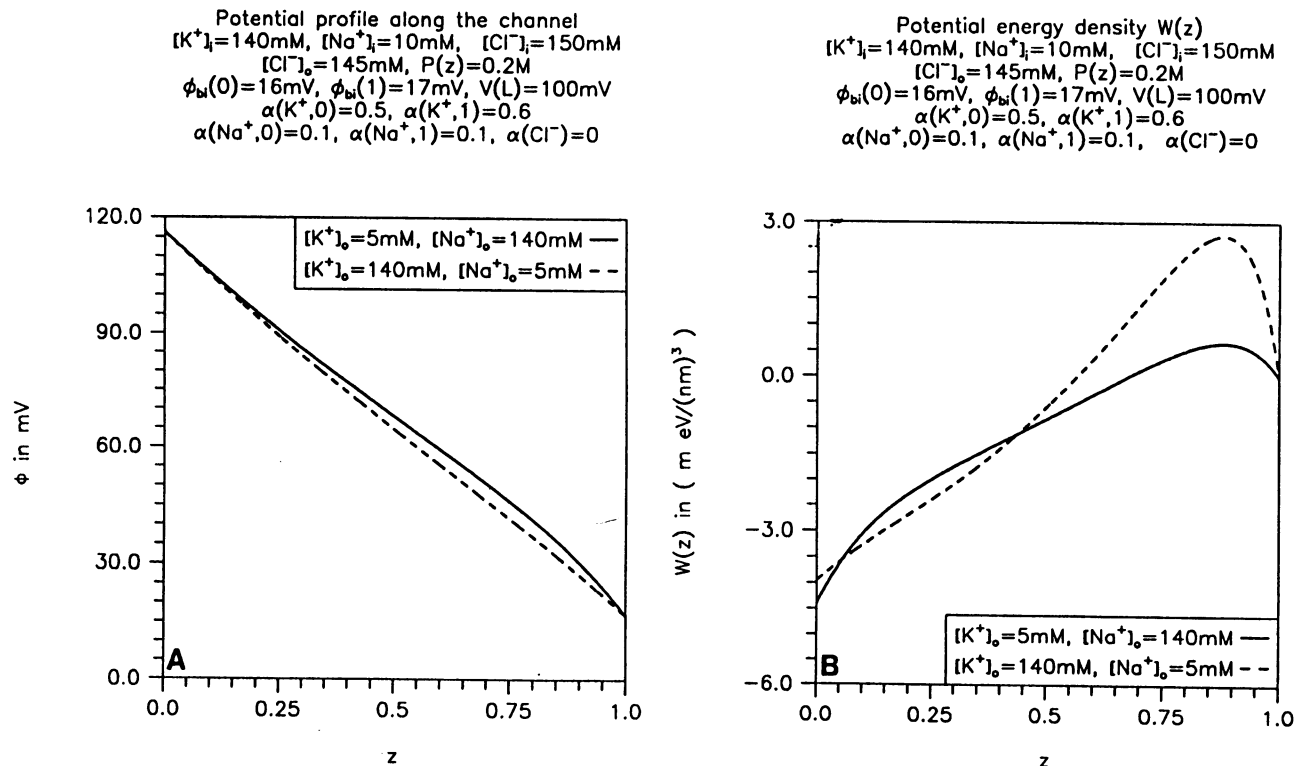 Potential profile along the channel
[K⁺]ᵢ=140mM, [Na⁺]ᵢ=10mM, [Cl⁻]ᵢ=150mM
[Cl⁻]ₒ=145mM, P(z)=0.2M
ϕbi(0)=16mV, ϕbi(1)=17mV, V(L)=100mV
α(K⁺,0)=0.5, α(K⁺,1)=0.6
α(Na⁺,0)=0.1, α(Na⁺,1)=0.1, α(Cl⁻)=0
120.0
90.0
60.0
30.0
0.0
ϕ in mV
[K⁺]ₒ=5mM, [Na⁺]ₒ=140mM
[K⁺]ₒ=140mM, [Na⁺]ₒ=5mM
A
0.0 0.25 0.5 0.75 1.0
z
Potential energy density W(z)
[K⁺]ᵢ=140mM, [Na⁺]ᵢ=10mM, [Cl⁻]ᵢ=150mM
[Cl⁻]ₒ=145mM, P(z)=0.2M
ϕbi(0)=16mV, ϕbi(1)=17mV, V(L)=100mV
α(K⁺,0)=0.5, α(K⁺,1)=0.6
α(Na⁺,0)=0.1, α(Na⁺,1)=0.1, α(Cl⁻)=0
3.0
0.0
−3.0
−6.0
W(z) in ( m eV/(nm)³ )
[K⁺]ₒ=5mM, [Na⁺]ₒ=140mM
[K⁺]ₒ=140mM, [Na⁺]ₒ=5mM
B
0.0 0.25 0.5 0.75 1.0
z